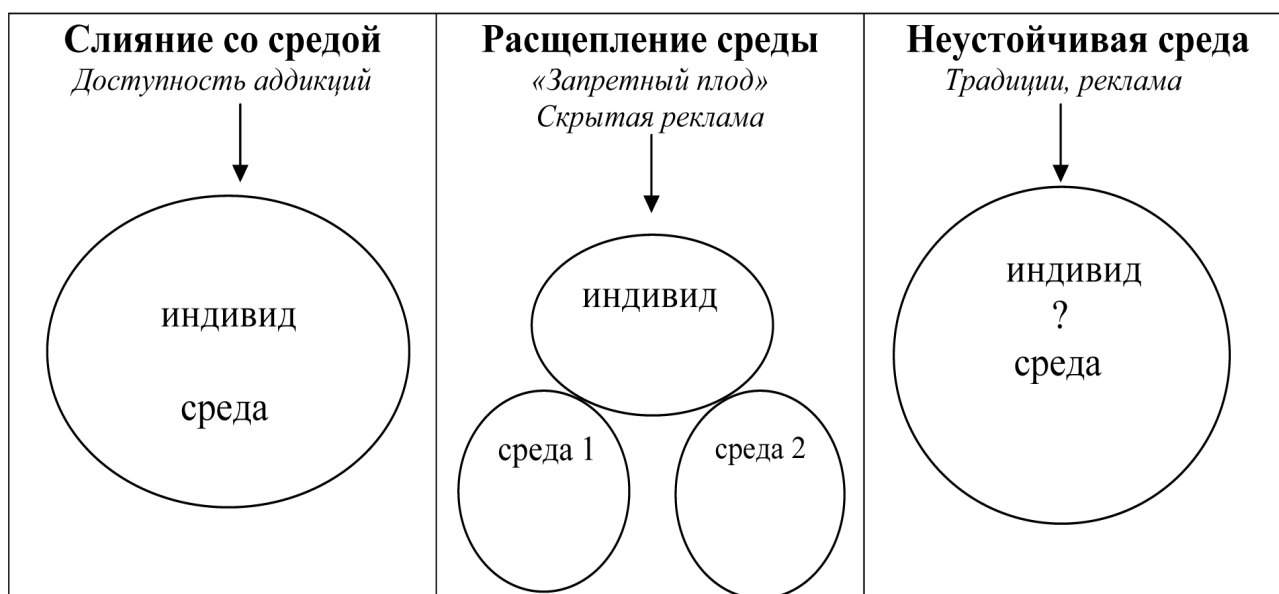 Слияние со средой
Доступность аддикций
индивид
среда
Расщепление среды
«Запретный плод»
Скрытая реклама
индивид
среда 1
среда 2
Неустойчивая среда
Традиции, реклама
индивид
?
среда